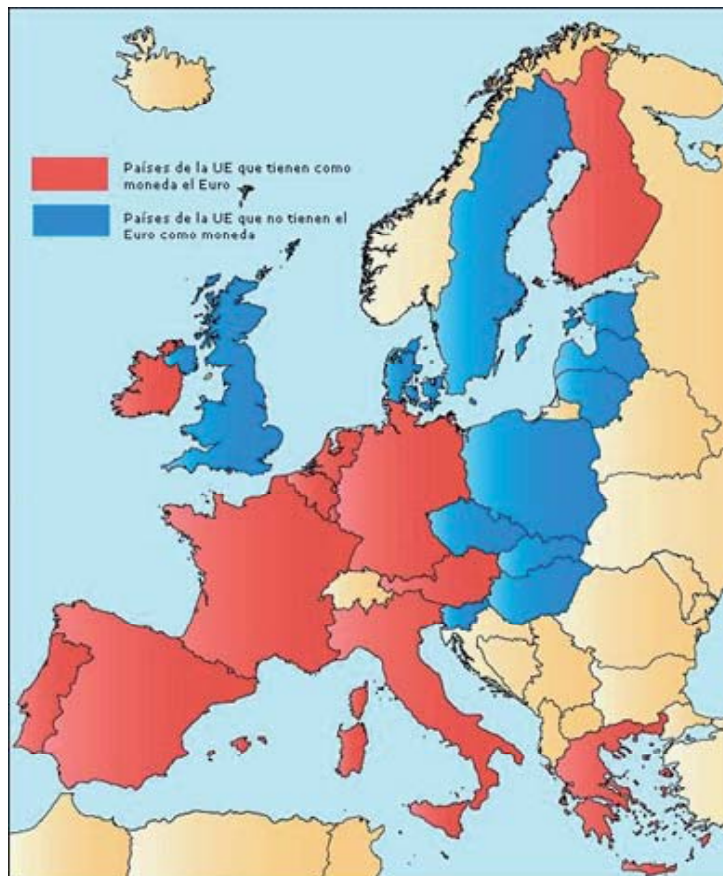 Países de la UE que tienen como
moneda el Euro
Países de la UE que no tienen el
Euro como moneda